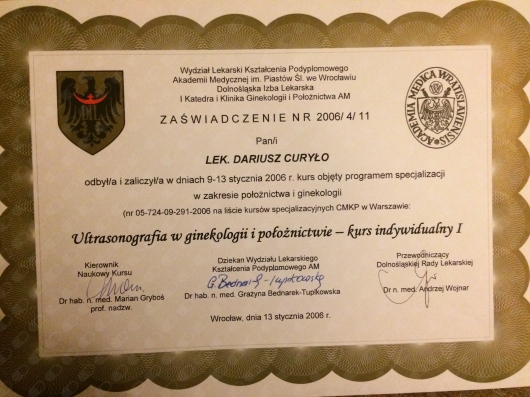 Wydział Lekarski Kształcenia Podyplomowego
Akademii Medycznej im. Piastów Śl. we Wrocławiu
Dolnośląska Izba Lekarska
I Katedra i Klinika Ginekologii i Położnictwa AM
ZAŚWIADCZENIE NR 2006/4/11
Pan/i
LEK. DARIUSZ CURYŁO
odbył/a i zaliczył/a w dniach 9-13 stycznia 2006 r. kurs objęty programem specjalizacji
w zakresie położnictwa i ginekologii
(nr 05-724-09-291-2006 na liście kursów specjalizacyjnych CMKP w Warszawie:
Ultrasonografia w ginekologii i położnictwie – kurs indywidualny I
Kierownik
Naukowy Kursu
Dr hab. n. med. Marian Gryboś
prof. nadzw.
Dziekan Wydziału Lekarskiego
Kształcenia Podyplomowego AM
G Bednarek-Tupikowska
Dr hab. n. med. Grażyna Bednarek-Tupikowska
Przewodniczący
Dolnośląskiej Rady Lekarskiej
Dr n. med. Andrzej Wojnar
Wrocław, dnia 13 stycznia 2006 r.
ACADEMIA MEDICA WRATISLAVIENSIS
DIL